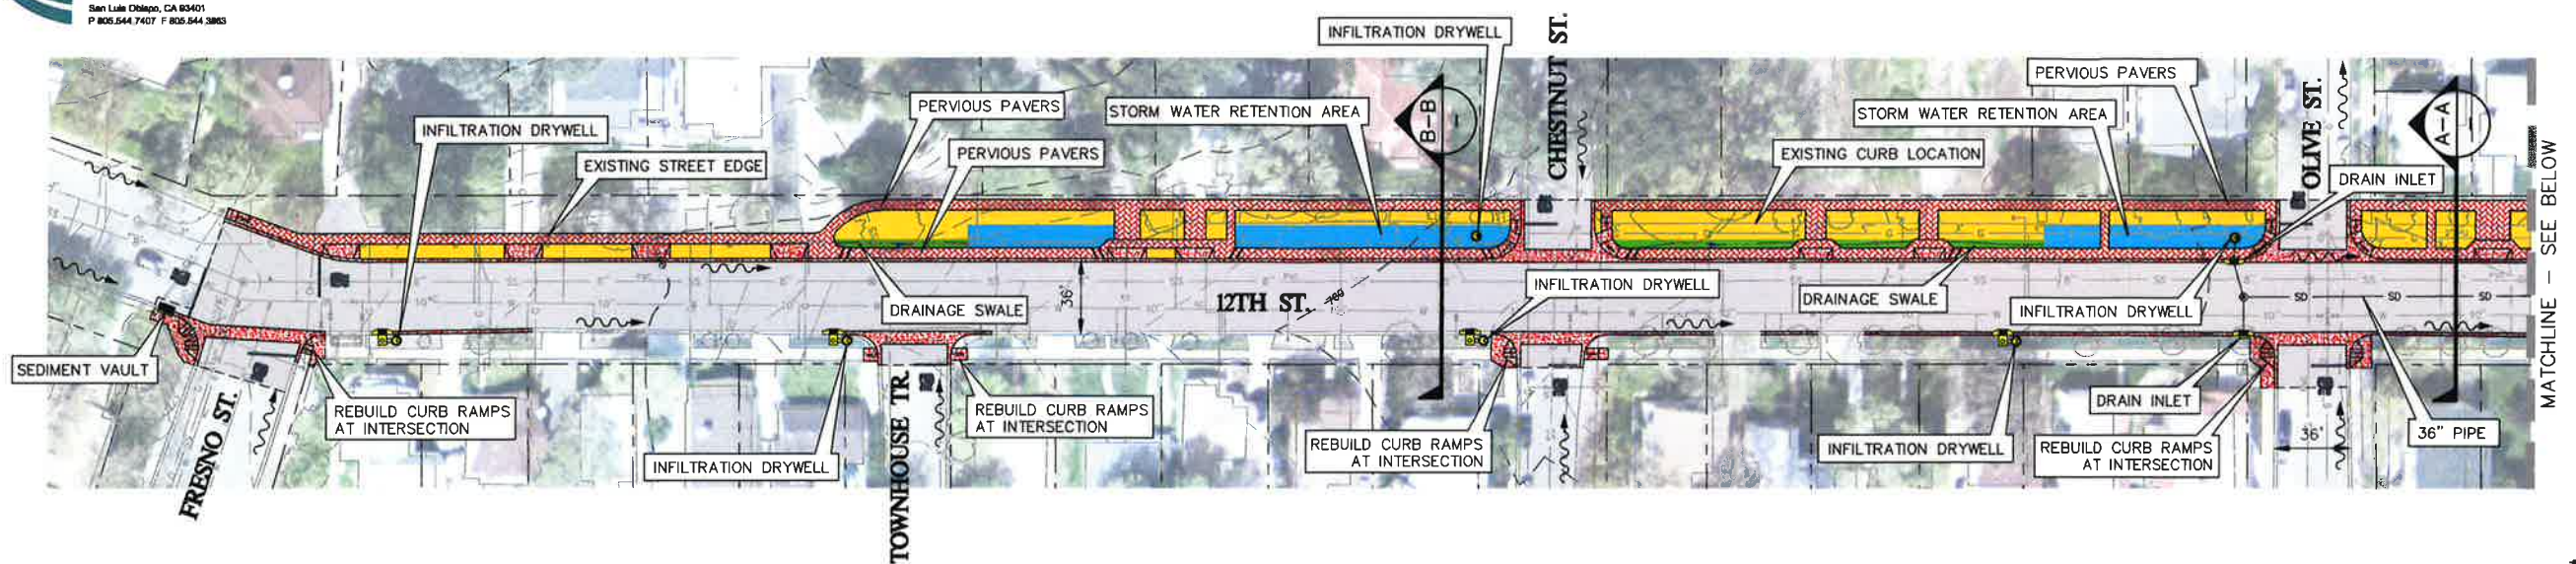 San Luis Obispo, CA 93401
P 805.544.7407 F 805.544.3863
INFILTRATION DRYWELL
CHESTNUT ST.
PERVIOUS PAVERS
OLIVE ST.
PERVIOUS PAVERS
STORM WATER RETENTION AREA
B-B
STORM WATER RETENTION AREA
A-A
INFILTRATION DRYWELL
EXISTING STREET EDGE
PERVIOUS PAVERS
EXISTING CURB LOCATION
DRAIN INLET
MATCHLINE - SEE BELOW
36'
12TH ST.
DRAINAGE SWALE
INFILTRATION DRYWELL
DRAINAGE SWALE
INFILTRATION DRYWELL
SD
SD
SD
SEDIMENT VAULT
FRESNO ST.
REBUILD CURB RAMPS
AT INTERSECTION
INFILTRATION DRYWELL
TOWNHOUSE TR.
REBUILD CURB RAMPS
AT INTERSECTION
REBUILD CURB RAMPS
AT INTERSECTION
INFILTRATION DRYWELL
DRAIN INLET
REBUILD CURB RAMPS
AT INTERSECTION
36'
36" PIPE